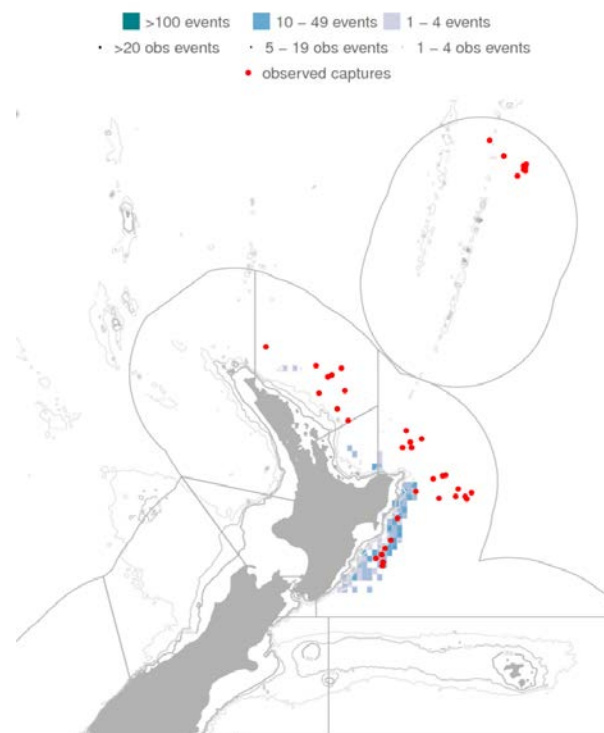 >100 events 10 – 49 events 1 – 4 events
>20 obs events 5 – 19 obs events 1 – 4 obs events
observed captures